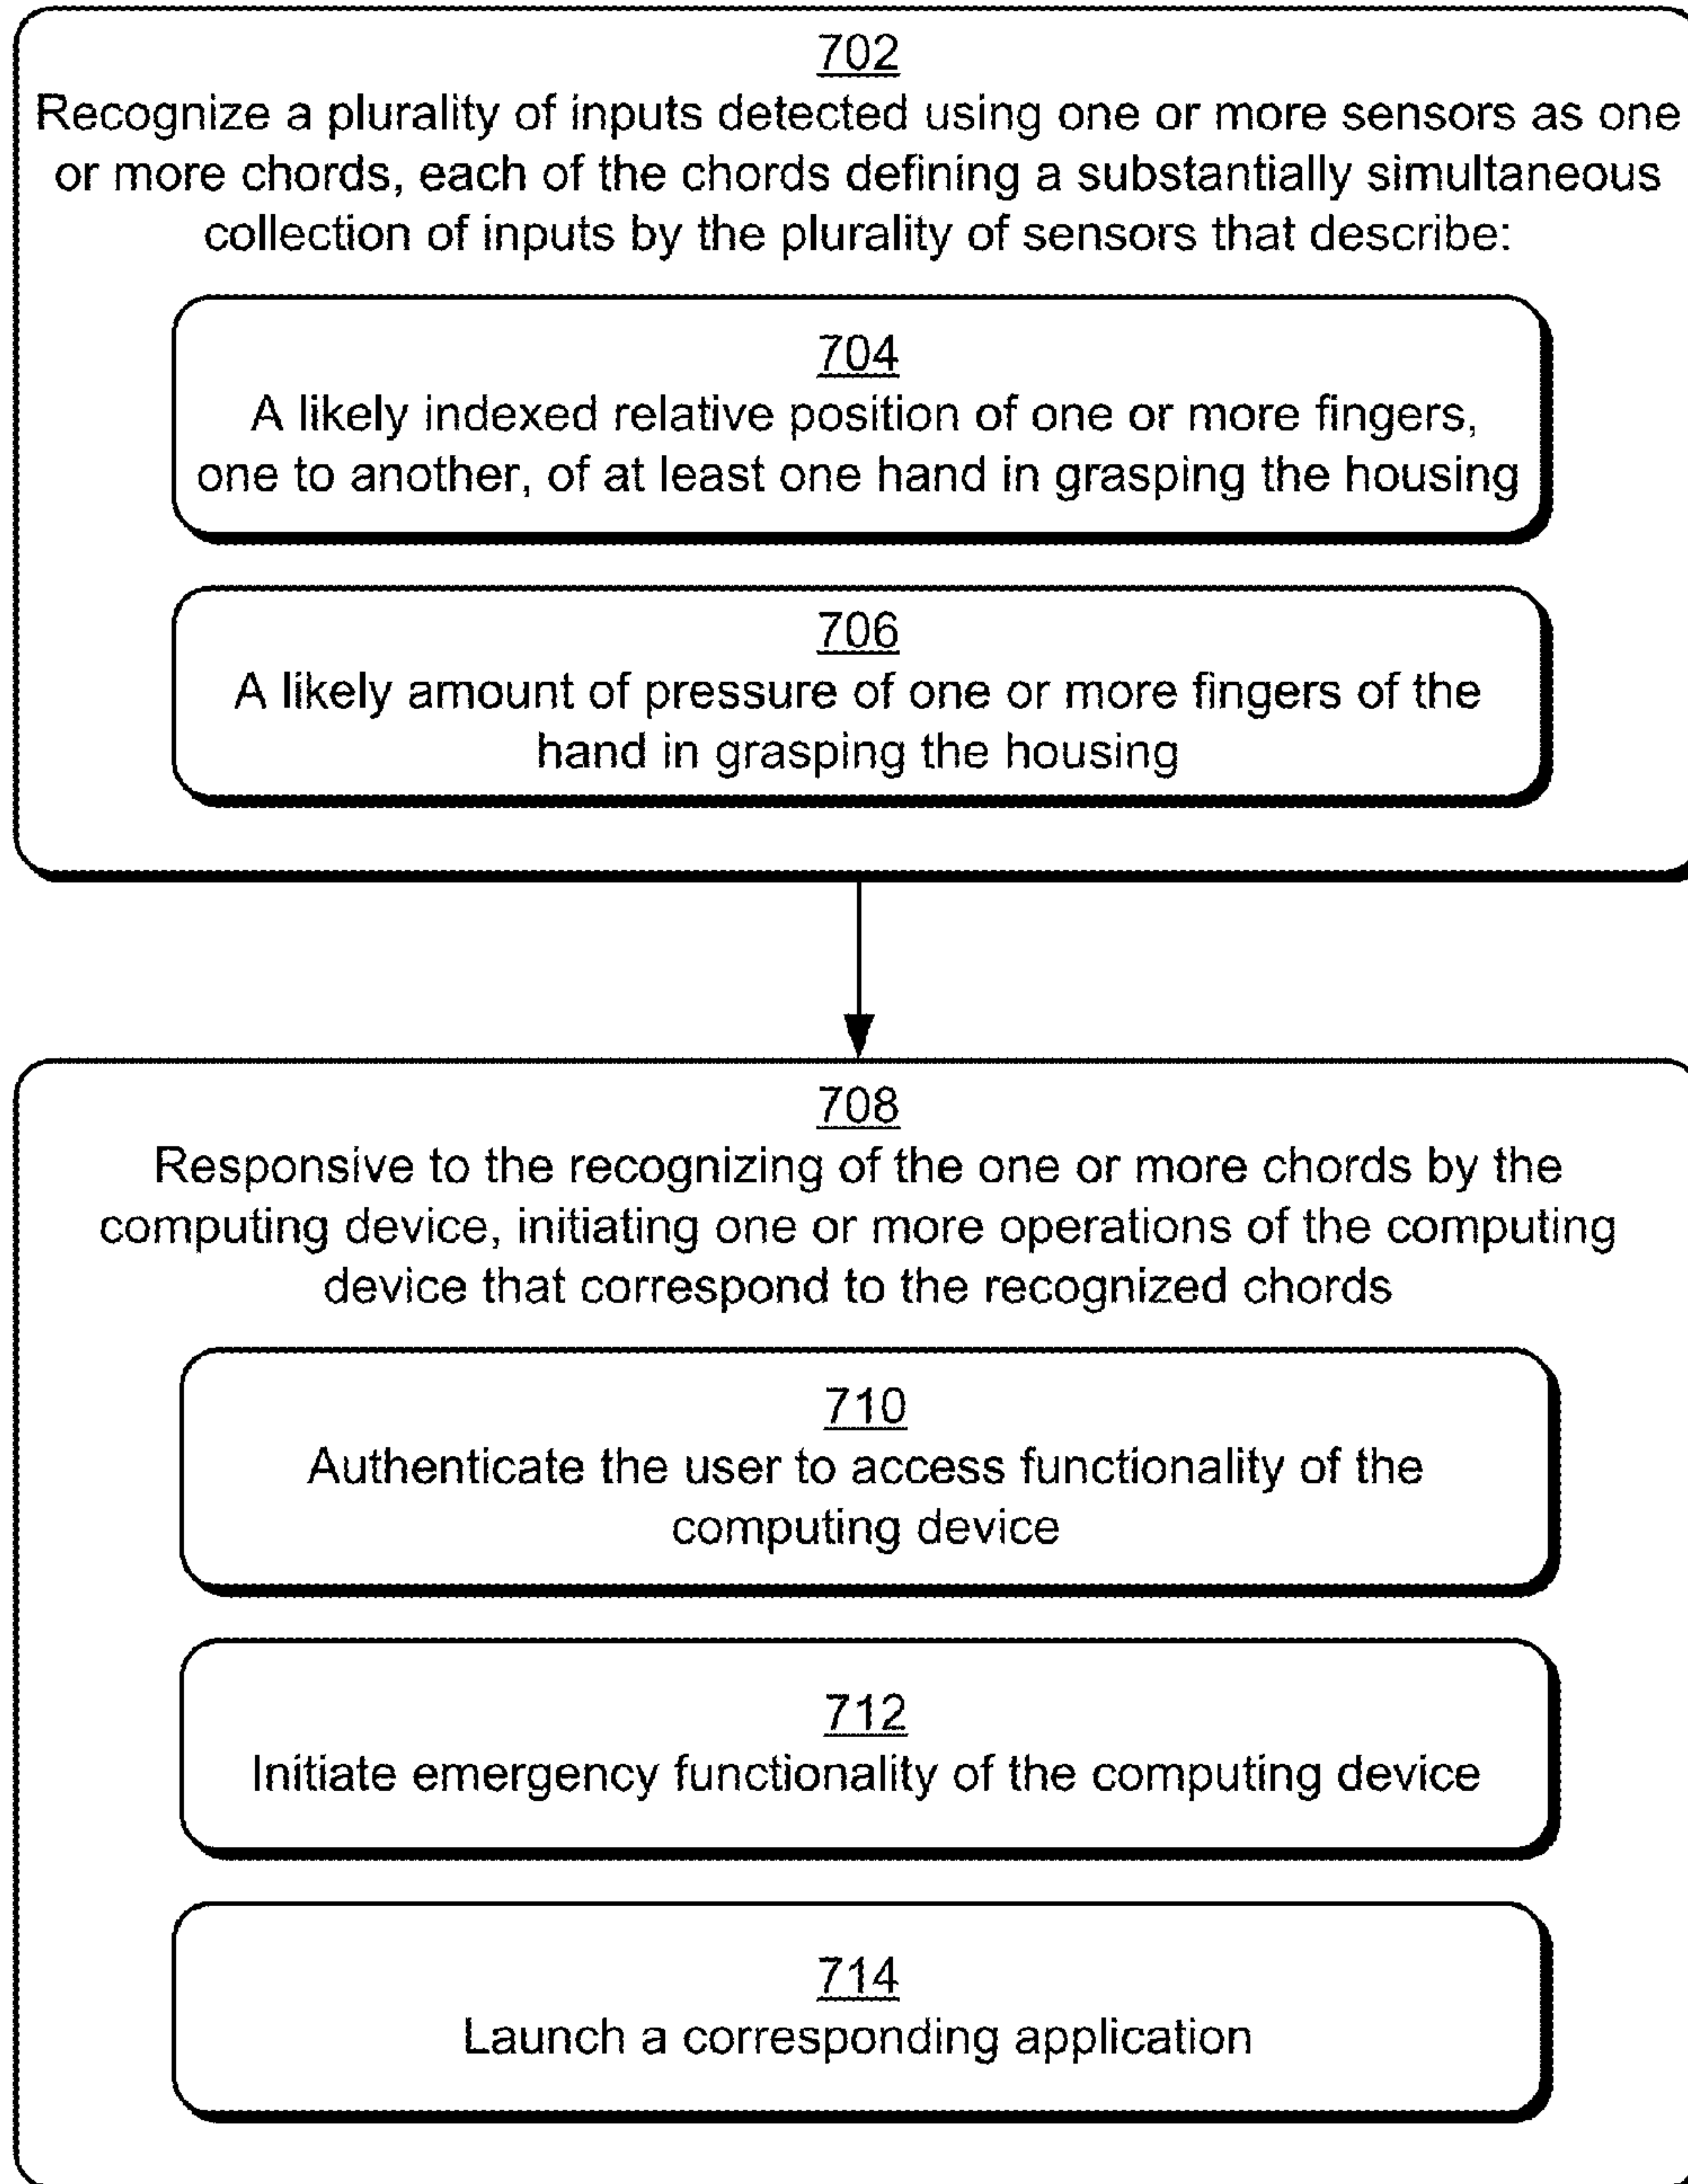 702
Recognize a plurality of inputs detected using one or more sensors as one
or more chords, each of the chords defining a substantially simultaneous
collection of inputs by the plurality of sensors that describe:
704
A likely indexed relative position of one or more fingers,
one to another, of at least one hand in grasping the housing
706
A likely amount of pressure of one or more fingers of the
hand in grasping the housing
708
Responsive to the recognizing of the one or more chords by the
computing device, initiating one or more operations of the computing
device that correspond to the recognized chords
710
Authenticate the user to access functionality of the
computing device
712
Initiate emergency functionality of the computing device
714
Launch a corresponding application